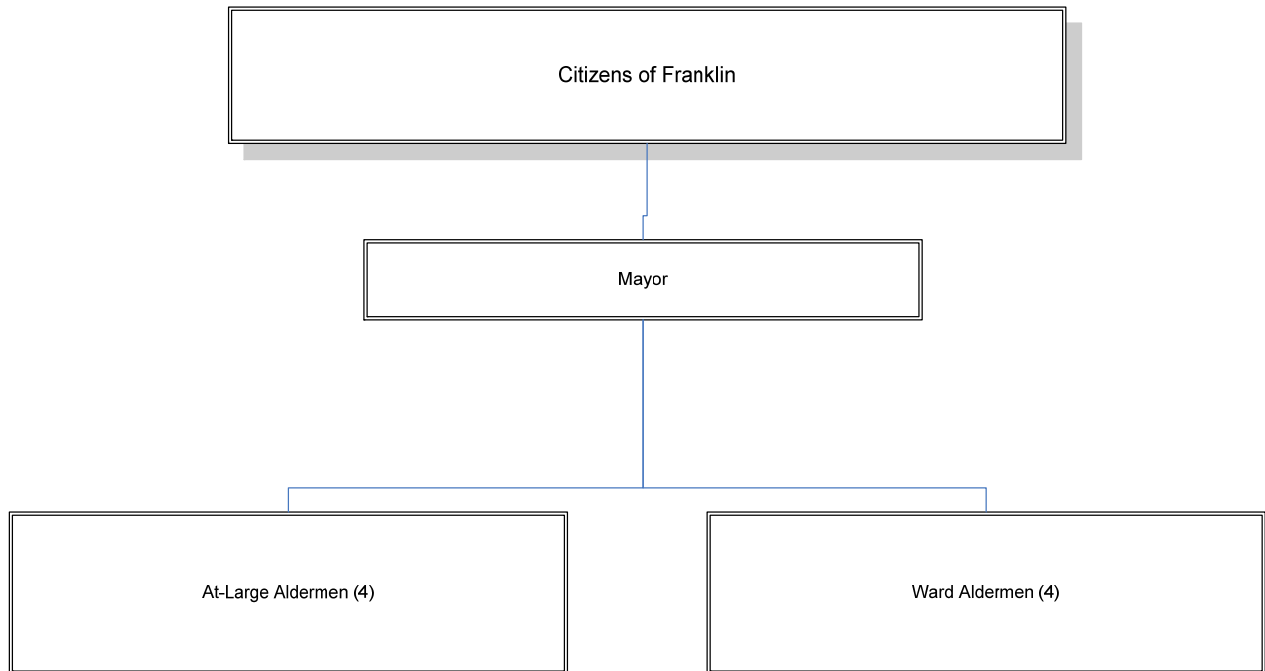 Citizens of Franklin
Mayor
At-Large Aldermen (4)
Ward Aldermen (4)